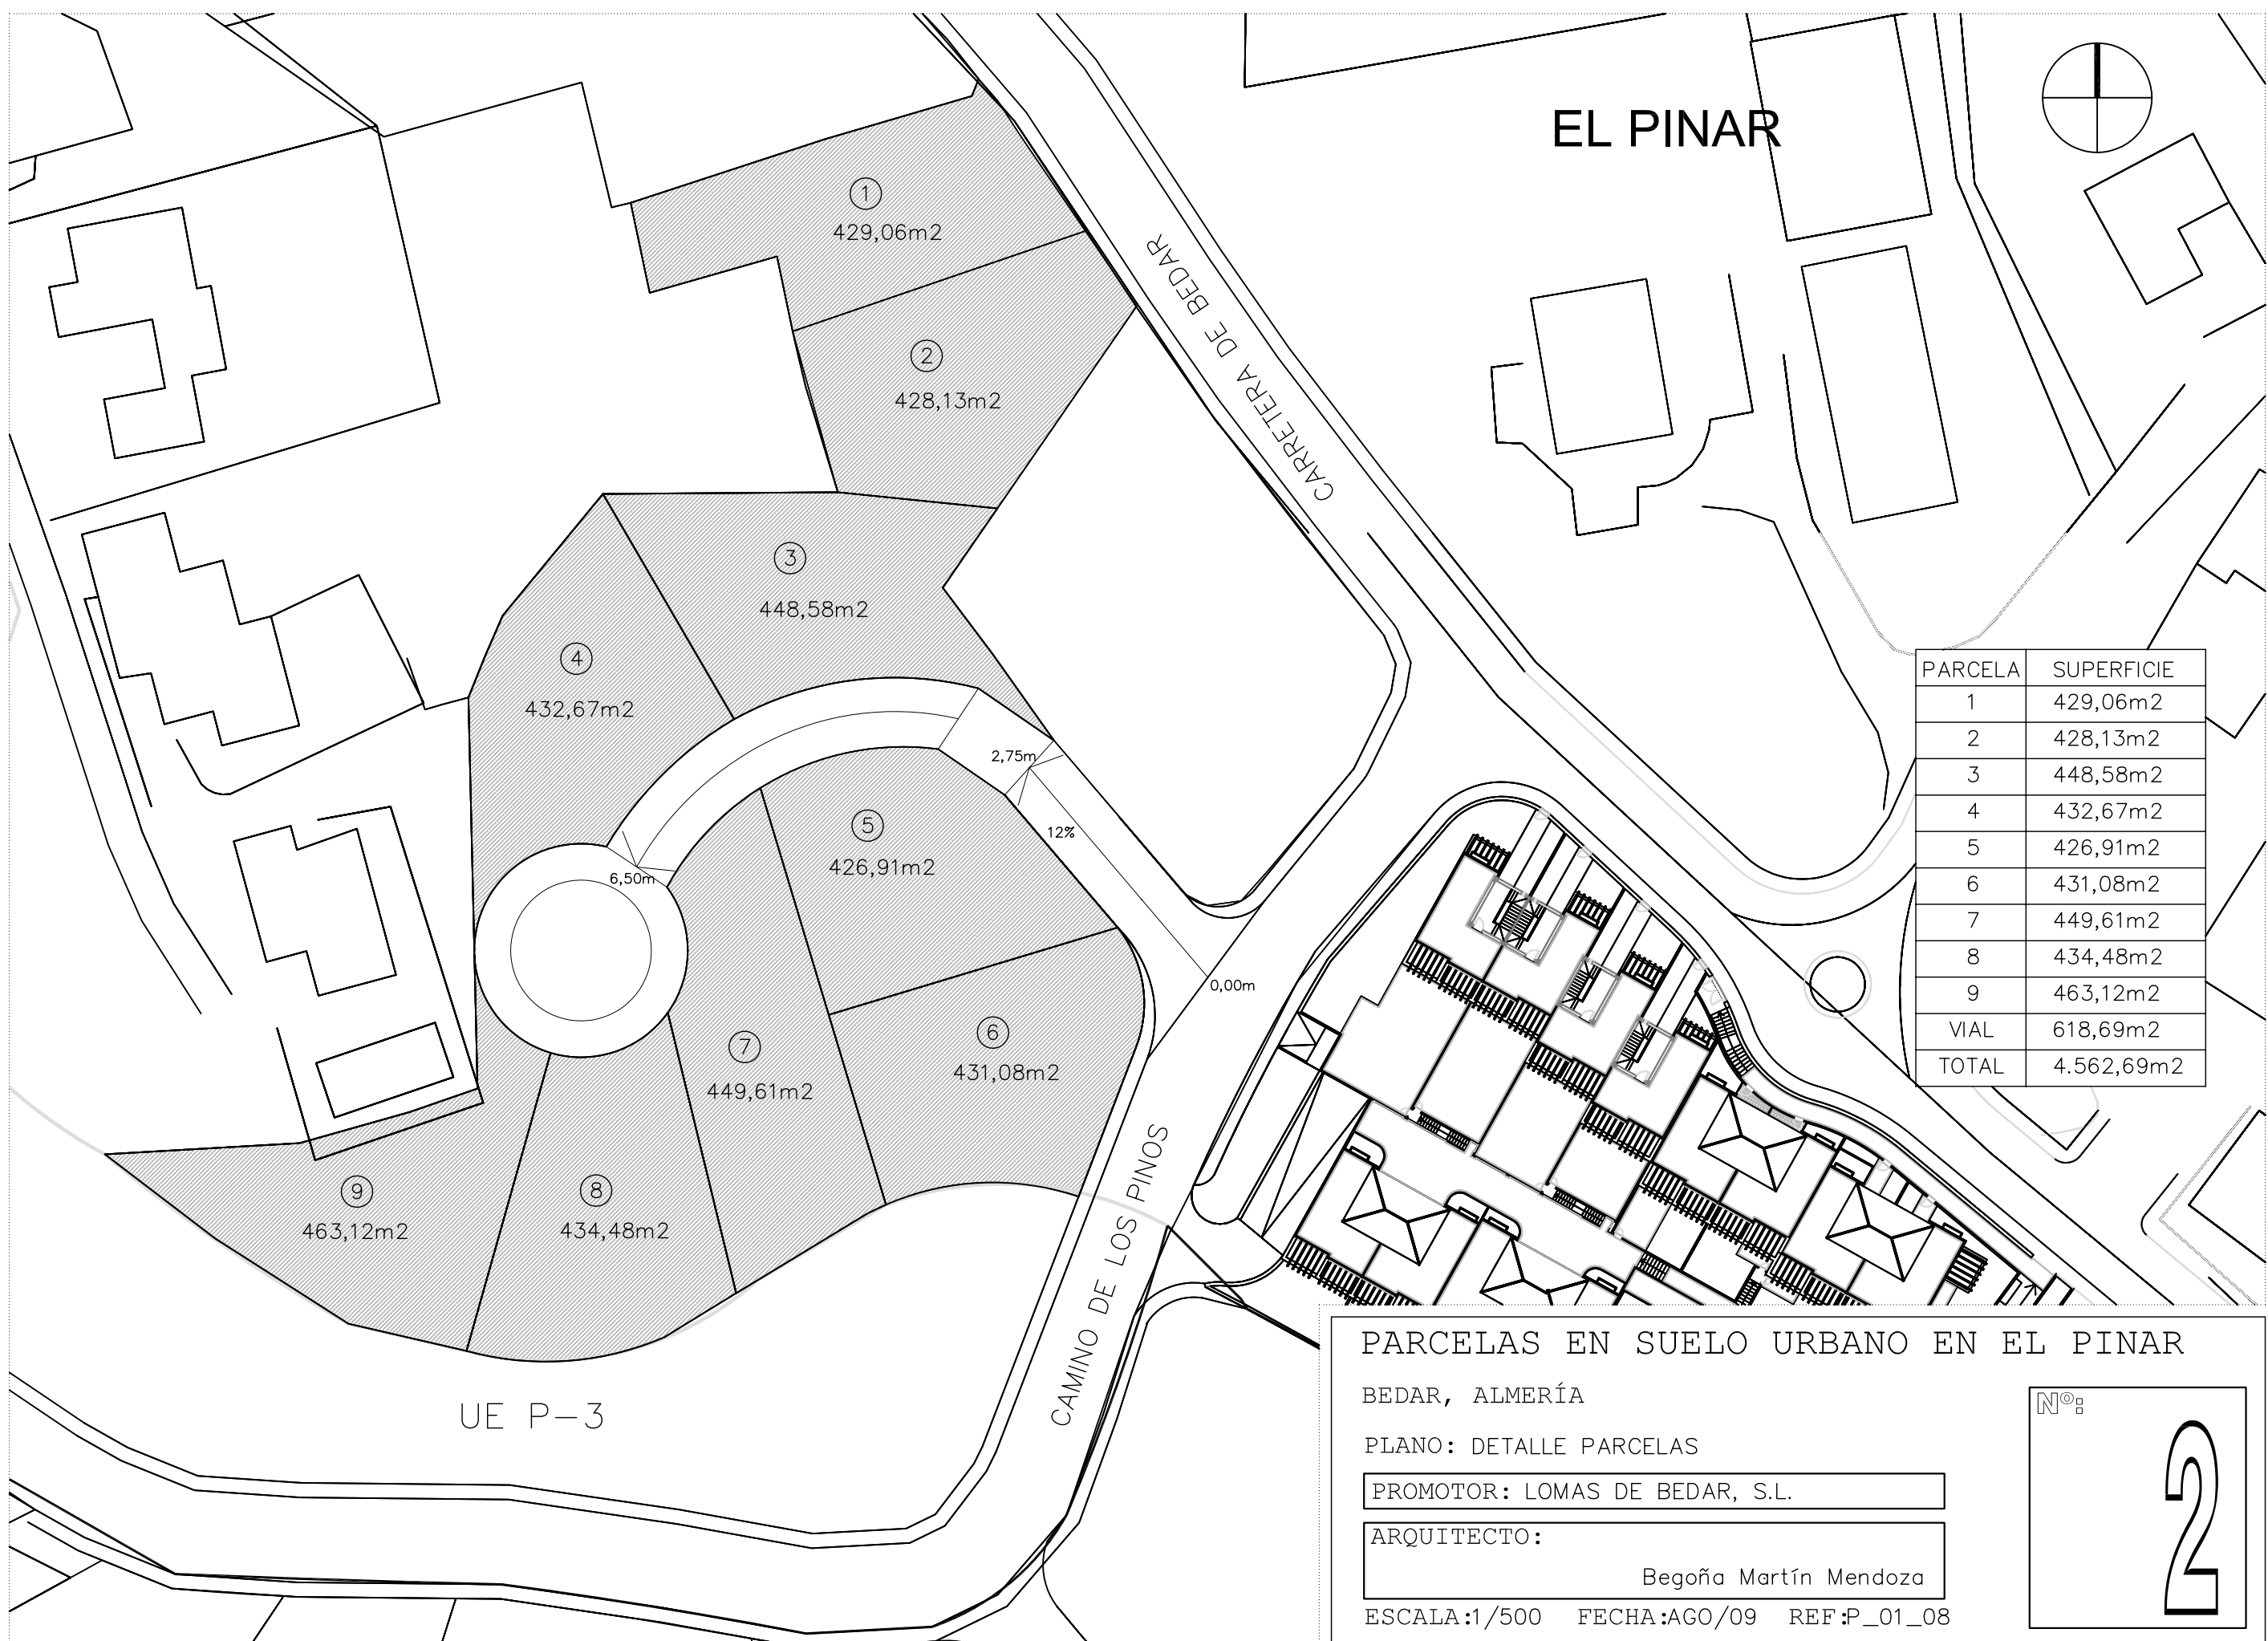 EL PINAR
1
429,06m2
2
428,13m2
CARRETERA DE BEDAR
3
448,58m2
4
432,67m2
2,75m
12%
5
426,91m2
6,50m
0,00m
6
431,08m2
7
449,61m2
8
434,48m2
9
463,12m2
CAMINO DE LOS PINOS
UE P-3
PARCELA SUPERFICIE
1 429,06m2
2 428,13m2
3 448,58m2
4 432,67m2
5 426,91m2
6 431,08m2
7 449,61m2
8 434,48m2
9 463,12m2
VIAL 618,69m2
TOTAL 4.562,69m2
PARCELAS EN SUELO URBANO EN EL PINAR
BEDAR, ALMERÍA
PLANO: DETALLE PARCELAS
PROMOTOR: LOMAS DE BEDAR, S.L.
ARQUITECTO:
Begoña Martín Mendoza
ESCALA:1/500 FECHA:AGO/09 REF:P_01_08
Nº:
2